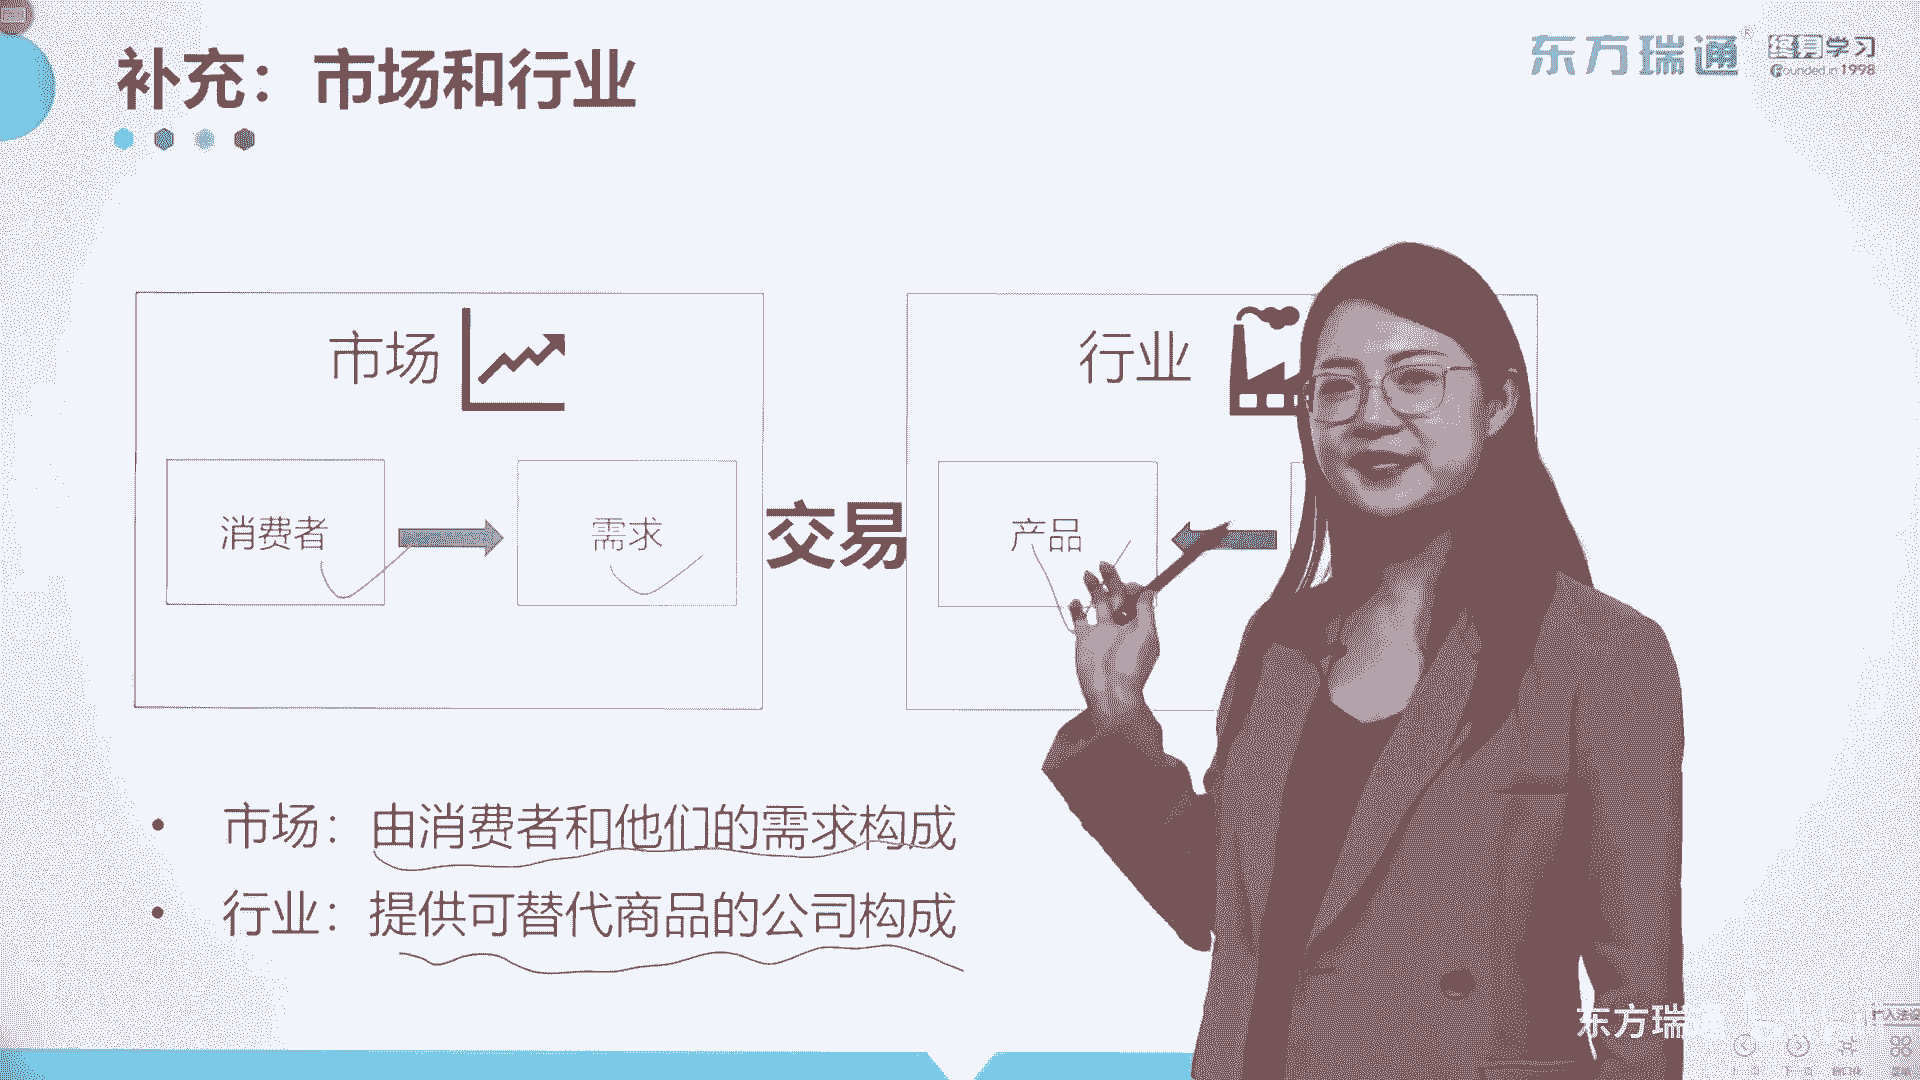 补充：市场和行业
东方瑞通®
终身学习
Founded in 1998
市场
行业
消费者
需求
交易
产品
市场：由消费者和他们的需求构成
行业：提供可替代商品的公司构成
东方瑞